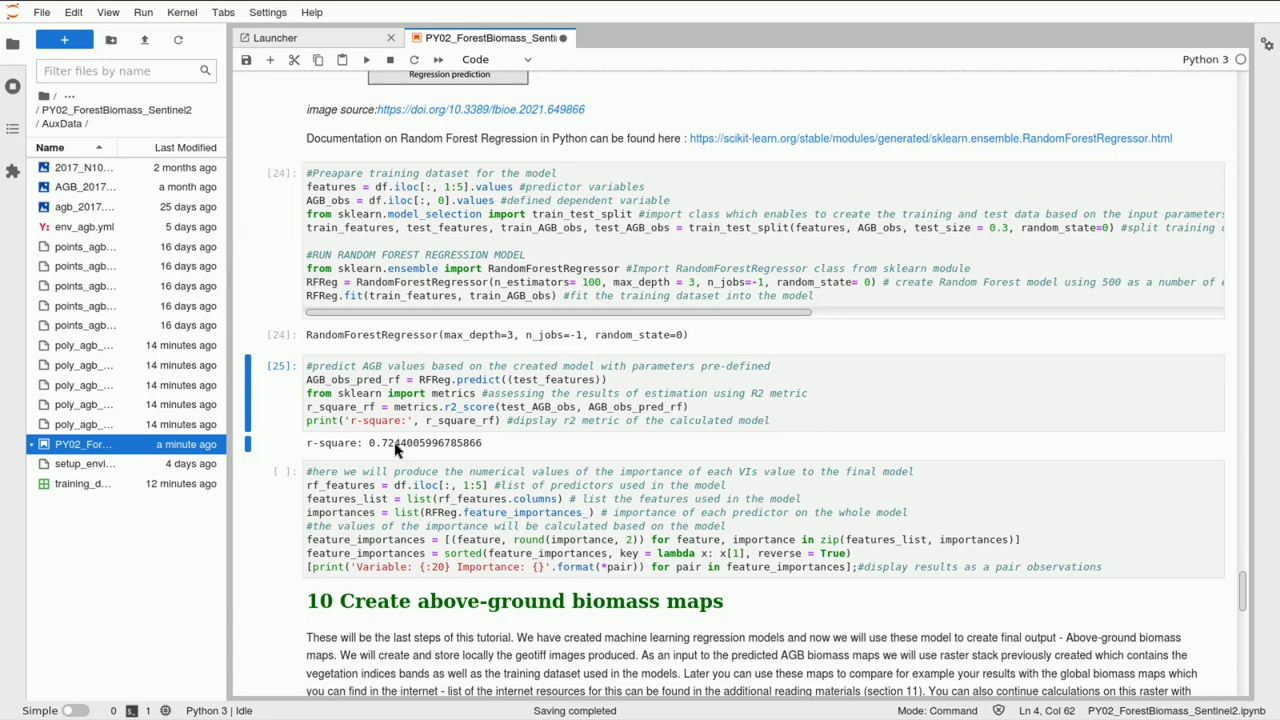 File Edit View Run Kernel Tabs Settings Help
Launcher
PY02_ForestBiomass_Senti
Code
Python 3
Filter files by name
/ ···
/ PY02_ForestBiomass_Sentinel2
/ AuxData /
Name Last Modified
2017_N10... 2 months ago
AGB_2017... a month ago
agb_2017.... 25 days ago
env_agb.yml 5 days ago
points_agb... 16 days ago
points_agb... 16 days ago
points_agb... 16 days ago
points_agb... 16 days ago
points_agb... 16 days ago
poly_agb_... 14 minutes ago
poly_agb_... 14 minutes ago
poly_agb_... 14 minutes ago
poly_agb_... 14 minutes ago
poly_agb_... 14 minutes ago
PY02_For... a minute ago
setup_envi... 4 days ago
training_d... 12 minutes ago
Regression prediction
image source:https://doi.org/10.3389/fbioe.2021.649866
Documentation on Random Forest Regression in Python can be found here : https://scikit-learn.org/stable/modules/generated/sklearn.ensemble.RandomForestRegressor.html
[24]:
#Preapare training dataset for the model
features = df.iloc[:, 1:5].values #predictor variables
AGB_obs = df.iloc[:, 0].values #defined dependent variable
from sklearn.model_selection import train_test_split #import class which enables to create the training and test data based on the input parameters
train_features, test_features, train_AGB_obs, test_AGB_obs = train_test_split(features, AGB_obs, test_size = 0.3, random_state=0) #split training
#RUN RANDOM FOREST REGRESSION MODEL
from sklearn.ensemble import RandomForestRegressor #Import RandomForestRegressor class from sklearn module
RFReg = RandomForestRegressor(n_estimators= 100, max_depth = 3, n_jobs=-1, random_state= 0) # create Random Forest model using 500 as a number of
RFReg.fit(train_features, train_AGB_obs) #fit the training dataset into the model
[24]: RandomForestRegressor(max_depth=3, n_jobs=-1, random_state=0)
[25]:
#predict AGB values based on the created model with parameters pre-defined
AGB_obs_pred_rf = RFReg.predict((test_features))
from sklearn import metrics #assessing the results of estimation using R2 metric
r_square_rf = metrics.r2_score(test_AGB_obs, AGB_obs_pred_rf)
print('r-square:', r_square_rf) #dipslay r2 metric of the calculated model
r-square: 0.7244005996785866
[ ]:
#here we will produce the numerical values of the importance of each VIs value to the final model
rf_features = df.iloc[:, 1:5] #list of predictors used in the model
features_list = list(rf_features.columns) # list the features used in the model
importances = list(RFReg.feature_importances_) # importance of each predictor on the whole model
#the values of the importance will be calculated based on the model
feature_importances = [(feature, round(importance, 2)) for feature, importance in zip(features_list, importances)]
feature_importances = sorted(feature_importances, key = lambda x: x[1], reverse = True)
[print('Variable: {:20} Importance: {}'.format(*pair)) for pair in feature_importances];#display results as a pair observations
10 Create above-ground biomass maps
These will be the last steps of this tutorial. We have created machine learning regression models and now we will use these model to create final output - Above-ground biomass
maps. We will create and store locally the geotiff images produced. As an input to the predicted AGB biomass maps we will use raster stack previously created which contains the
vegetation indices bands as well as the training dataset used in the models. Later you can use these maps to compare for example your results with the global biomass maps which
you can find in the internet - list of the internet resources for this can be found in the additional reading materials (section 11). You can also continue calculations on this raster with
Simple 0 1 Python 3 | Idle Saving completed Mode: Command Ln 4, Col 62 PY02_ForestBiomass_Sentinel2.ipynb